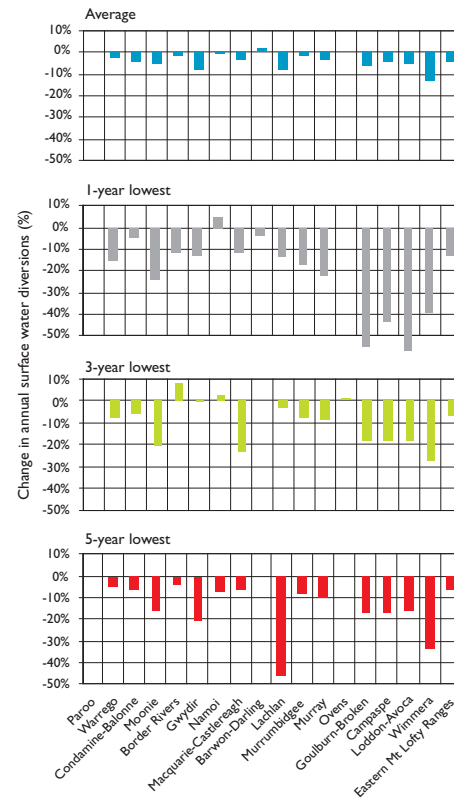 Average
10%
0%
-10%
-20%
-30%
-40%
-50%
1-year lowest
10%
0%
-10%
-20%
-30%
-40%
-50%
3-year lowest
10%
0%
-10%
-20%
-30%
-40%
-50%
5-year lowest
10%
0%
-10%
-20%
-30%
-40%
-50%
Change in annual surface water diversions (%)
Paroo
Warrego
Condamine-Balonne
Moonie
Border Rivers
Gwydir
Namoi
Macquarie-Castlereagh
Barwon-Darling
Lachlan
Murrumbidgee
Murray
Ovens
Goulburn-Broken
Campaspe
Loddon-Avoca
Wimmera
Eastern Mt Lofty Ranges